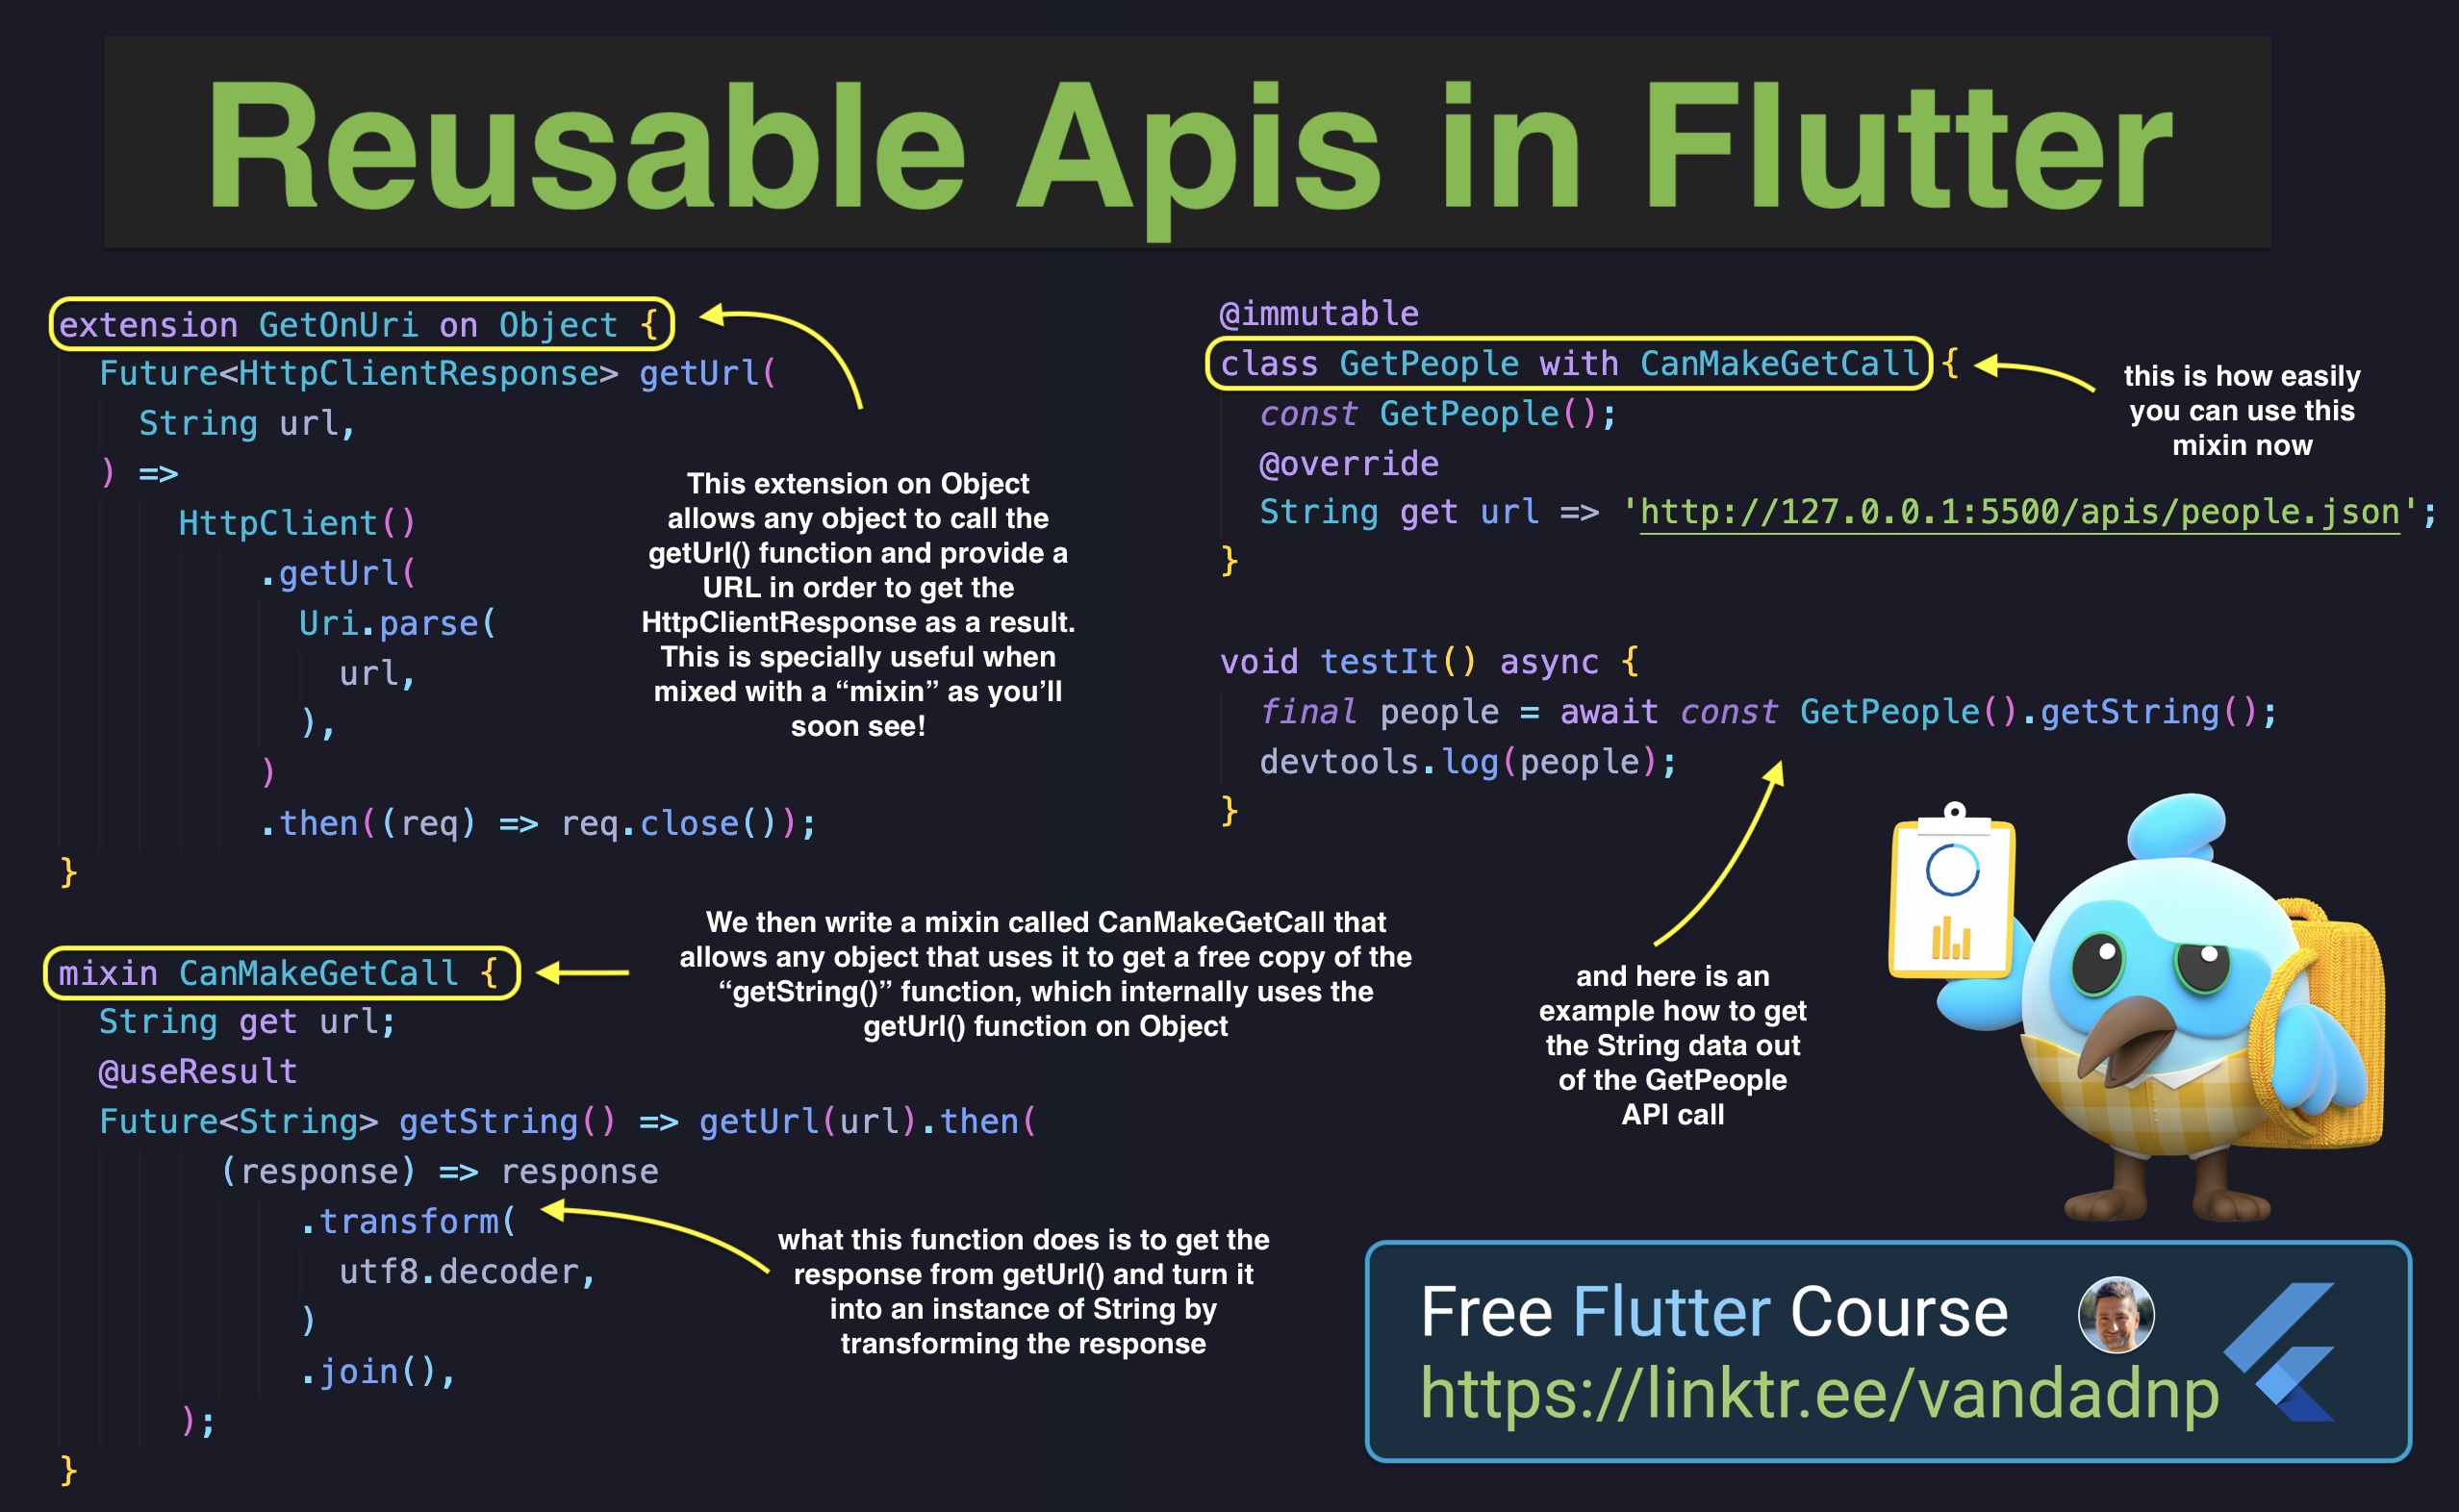 Reusable Apis in Flutter
extension GetOnUri on Object {
Future<HttpClientResponse> getUrl(
String url,
) =>
HttpClient()
.getUrl(
Uri.parse(
url,
),
)
.then((req) => req.close());
}
This extension on Object
allows any object to call the
getUrl() function and provide a
URL in order to get the
HttpClientResponse as a result.
This is specially useful when
mixed with a “mixin” as you’ll
soon see!
mixin CanMakeGetCall {
String get url;
@useResult
Future<String> getString() => getUrl(url).then(
(response) => response
.transform(
utf8.decoder,
)
.join(),
);
}
We then write a mixin called CanMakeGetCall that
allows any object that uses it to get a free copy of the
“getString()” function, which internally uses the
getUrl() function on Object
what this function does is to get the
response from getUrl() and turn it
into an instance of String by
transforming the response
@immutable
class GetPeople with CanMakeGetCall {
const GetPeople();
@override
String get url => 'http://127.0.0.1:5500/apis/people.json';
}
this is how easily
you can use this
mixin now
void testIt() async {
final people = await const GetPeople().getString();
devtools.log(people);
}
and here is an
example how to get
the String data out
of the GetPeople
API call
Free Flutter Course
https://linktr.ee/vandadnp